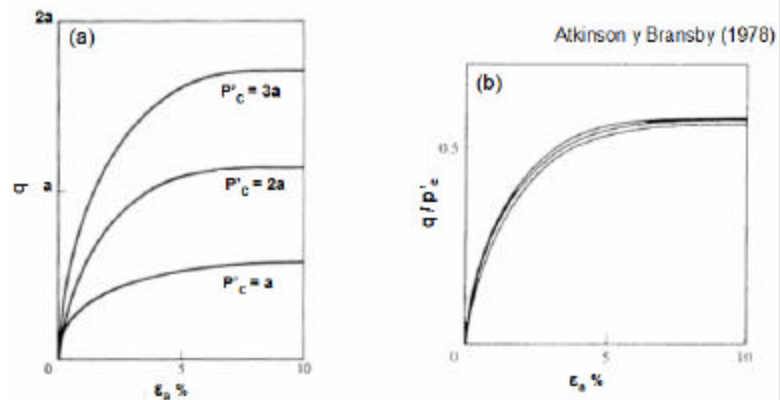 Atkinson y Bransby (1978)
2a
(a)
P'c = 3a
q
a
P'c = 2a
P'c = a
0
5
10
εa %
(b)
0.5
q / p'c
0
5
10
εa %